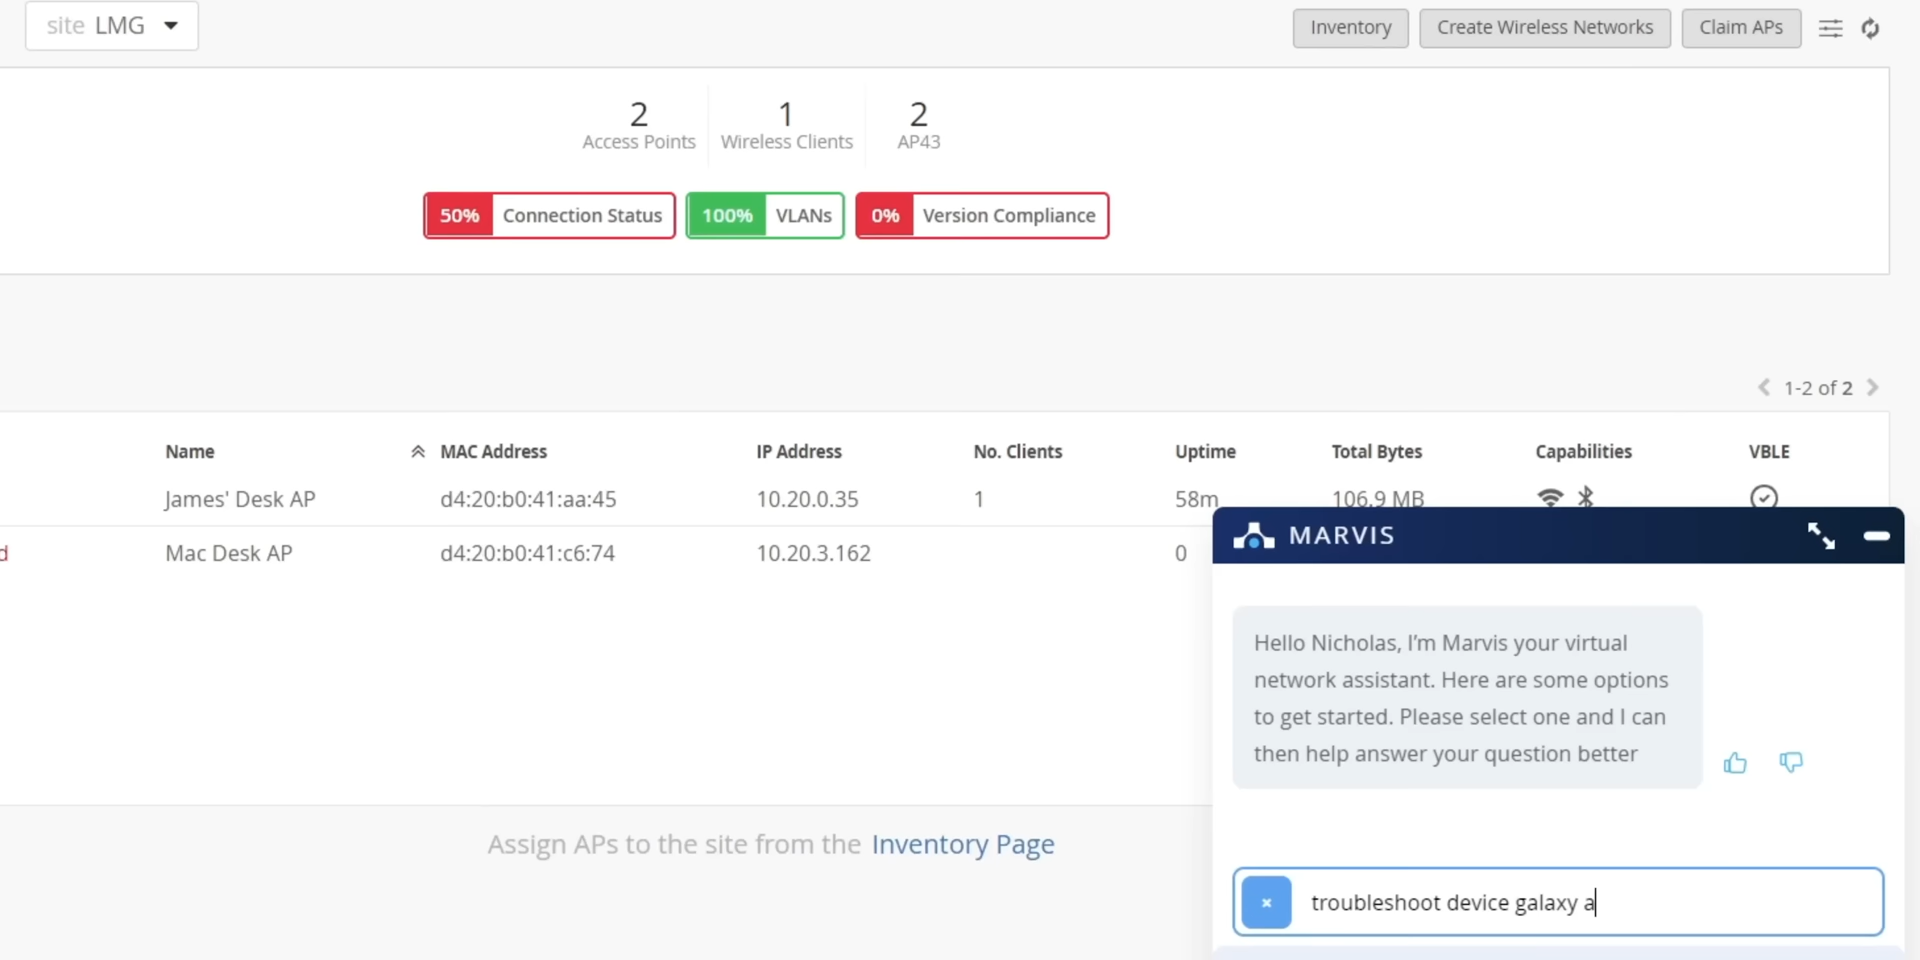 site LMG
Inventory
Create Wireless Networks
Claim APs
2
Access Points
1
Wireless Clients
2
AP43
50% Connection Status
100% VLANs
0% Version Compliance
1-2 of 2
Name MAC Address IP Address No. Clients Uptime Total Bytes Capabilities VBLE
James' Desk AP d4:20:b0:41:aa:45 10.20.0.35 1 58m 106.9 MB
d Mac Desk AP d4:20:b0:41:c6:74 10.20.3.162 0
MARVIS
Hello Nicholas, I'm Marvis your virtual
network assistant. Here are some options
to get started. Please select one and I can
then help answer your question better
Assign APs to the site from the Inventory Page
troubleshoot device galaxy a